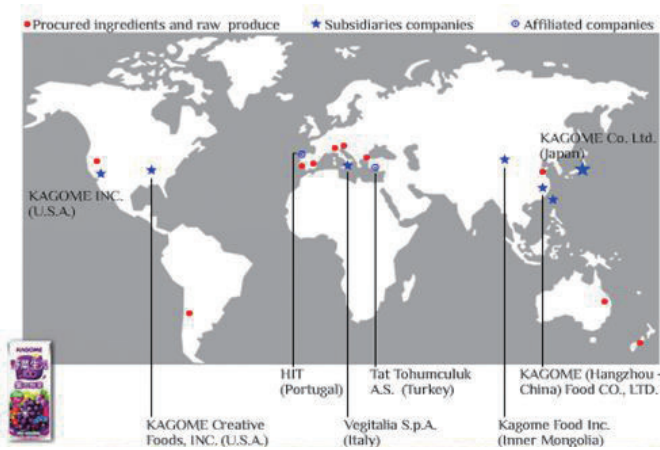 Procured ingredients and raw produce
Subsidiaries companies
Affiliated companies
KAGOME Co. Ltd.
(Japan)
KAGOME INC.
(U.S.A.)
HIT
(Portugal)
Tat Tohumculuk
A.S. (Turkey)
KAGOME (Hangzhou -
China) Food CO., LTD.
KAGOME Creative
Foods, INC. (U.S.A.)
Vegitalia S.p.A.
(Italy)
Kagome Food Inc.
(Inner Mongolia)
KAGOME